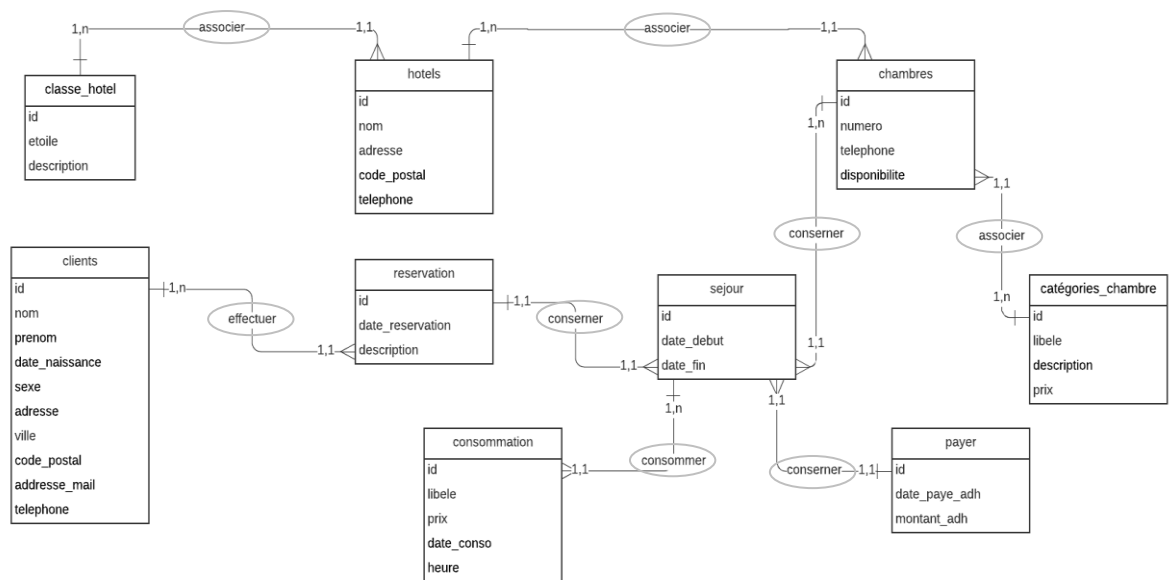 associer
1,n
1,1
associer
1,n
1,1
classe_hotel
id
etoile
description
hotels
id
nom
adresse
code_postal
telephone
chambres
id
numero
telephone
disponibilite
1,n
1,1
conserner
associer
clients
id
nom
prenom
date_naissance
sexe
adresse
ville
code_postal
addresse_mail
telephone
1,n
effectuer
1,1
reservation
id
date_reservation
description
1,1
conserner
1,1
sejour
id
date_debut
date_fin
1,1
1,n
catégories_chambre
id
libele
description
prix
1,n
consommer
1,1
1,1
conserner
1,1
consommation
id
libele
prix
date_conso
heure
payer
id
date_paye_adh
montant_adh